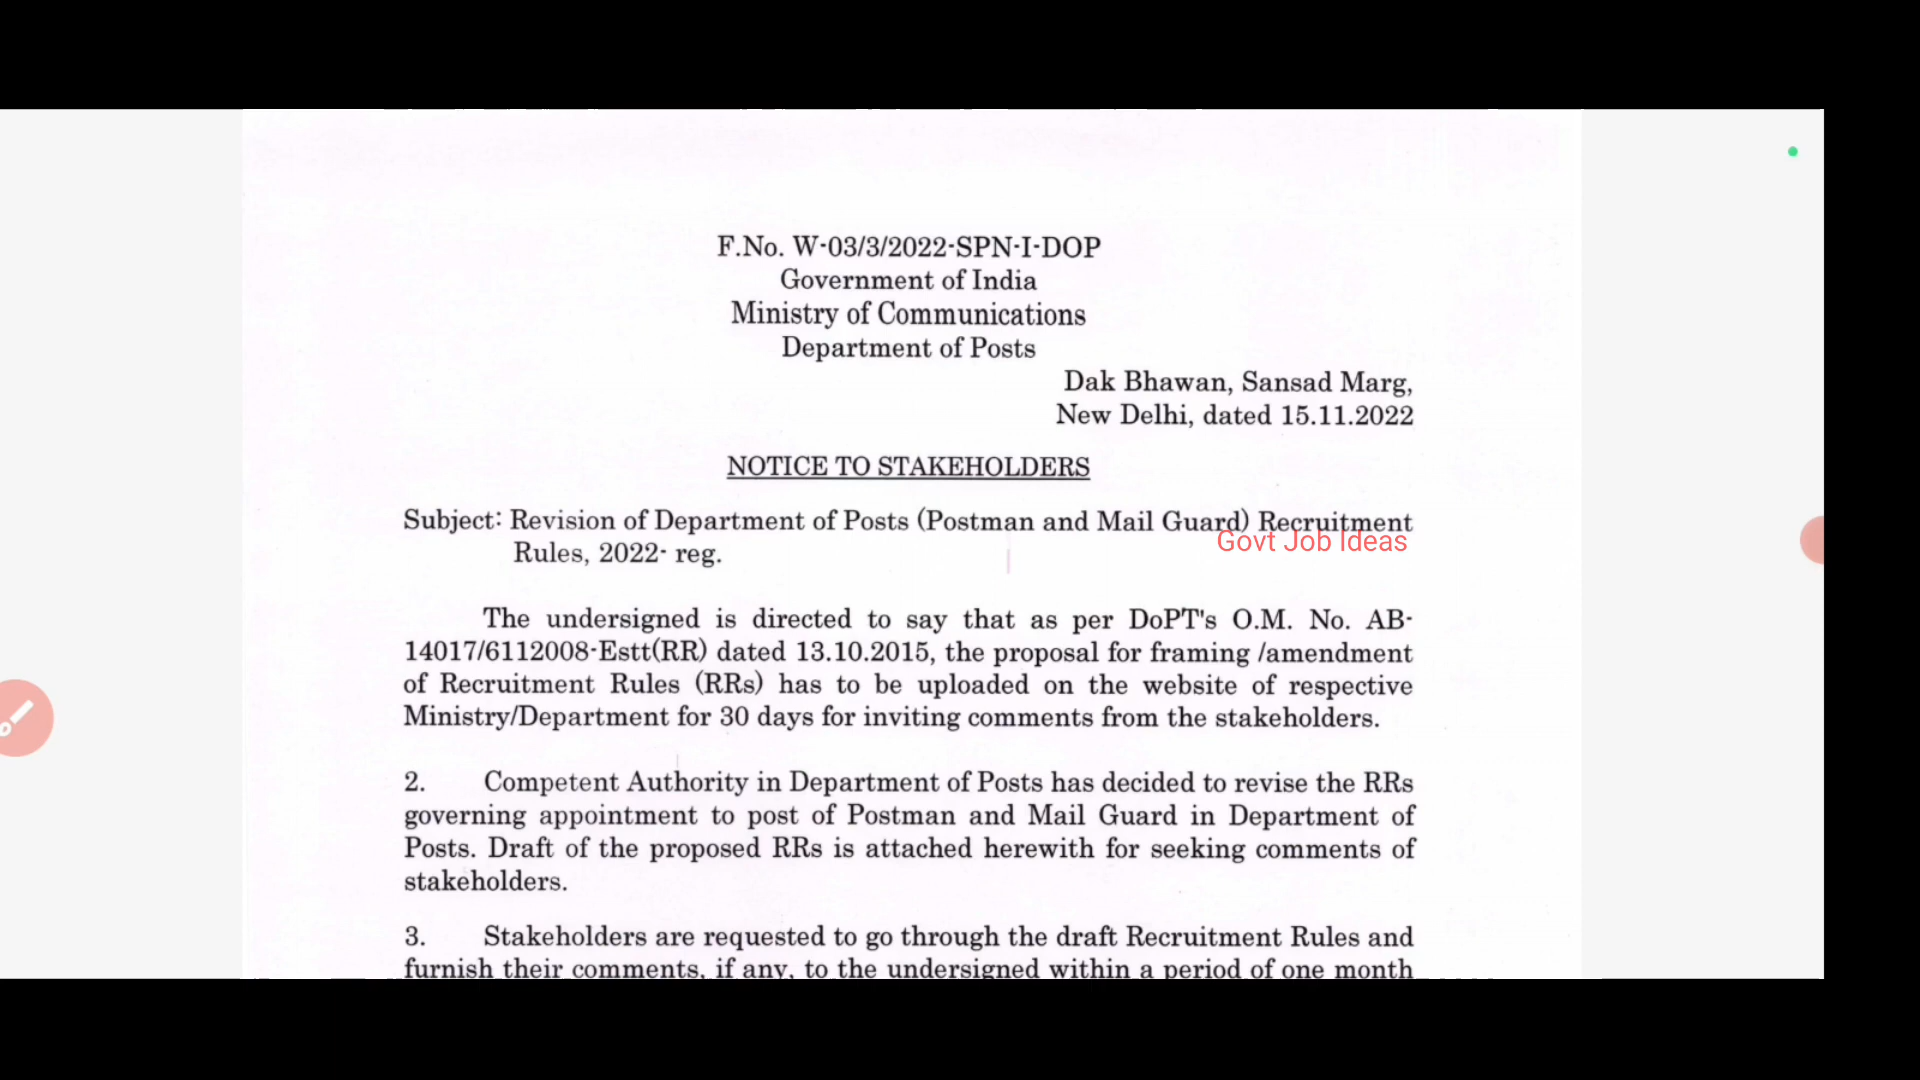 F.No. W-03/3/2022-SPN-I-DOP
Government of India
Ministry of Communications
Department of Posts
Dak Bhawan, Sansad Marg,
New Delhi, dated 15.11.2022
NOTICE TO STAKEHOLDERS
Subject: Revision of Department of Posts (Postman and Mail Guard) Recruitment
Govt Job Ideas
Rules, 2022- reg.
The undersigned is directed to say that as per DoPT's O.M. No. AB-
14017/6112008-Estt(RR) dated 13.10.2015, the proposal for framing /amendment
of Recruitment Rules (RRs) has to be uploaded on the website of respective
Ministry/Department for 30 days for inviting comments from the stakeholders.
2. Competent Authority in Department of Posts has decided to revise the RRs
governing appointment to post of Postman and Mail Guard in Department of
Posts. Draft of the proposed RRs is attached herewith for seeking comments of
stakeholders.
3. Stakeholders are requested to go through the draft Recruitment Rules and
furnish their comments, if any, to the undersigned within a period of one month